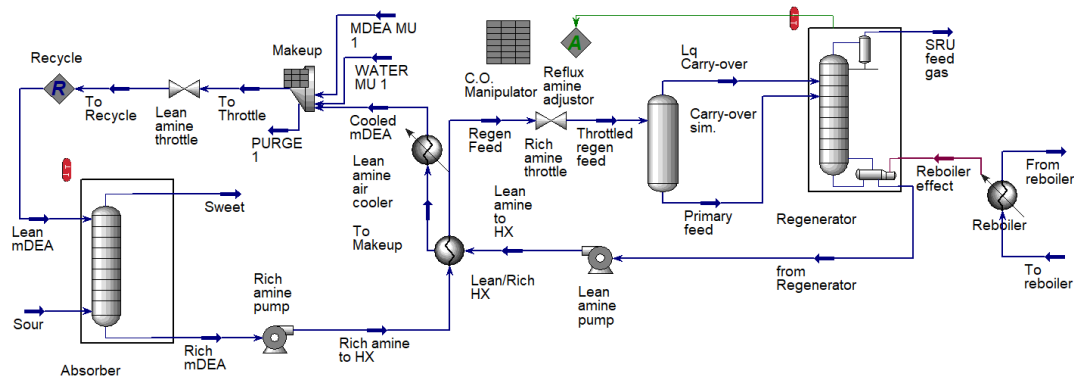 MDEA MU
1
WATER
MU 1
Makeup
Recycle
R
To
Recycle
Lean
amine
throttle
To
Throttle
PURGE
1
Cooled
mDEA
Lean
amine
air
cooler
To
Makeup
C.O.
Manipulator
A
Reflux
amine
adjustor
Regen
Feed
Rich
amine
throttle
Throttled
regen
feed
Lq
Carry-over
Carry-over
sim.
Primary
feed
SRU
feed
gas
Regenerator
Reboiler
effect
From
reboiler
Reboiler
To
reboiler
from
Regenerator
Lean
amine
pump
Lean
amine
to
HX
Lean/Rich
HX
Rich amine
to HX
Rich
amine
pump
Rich
mDEA
Sweet
Lean
mDEA
Sour
Absorber